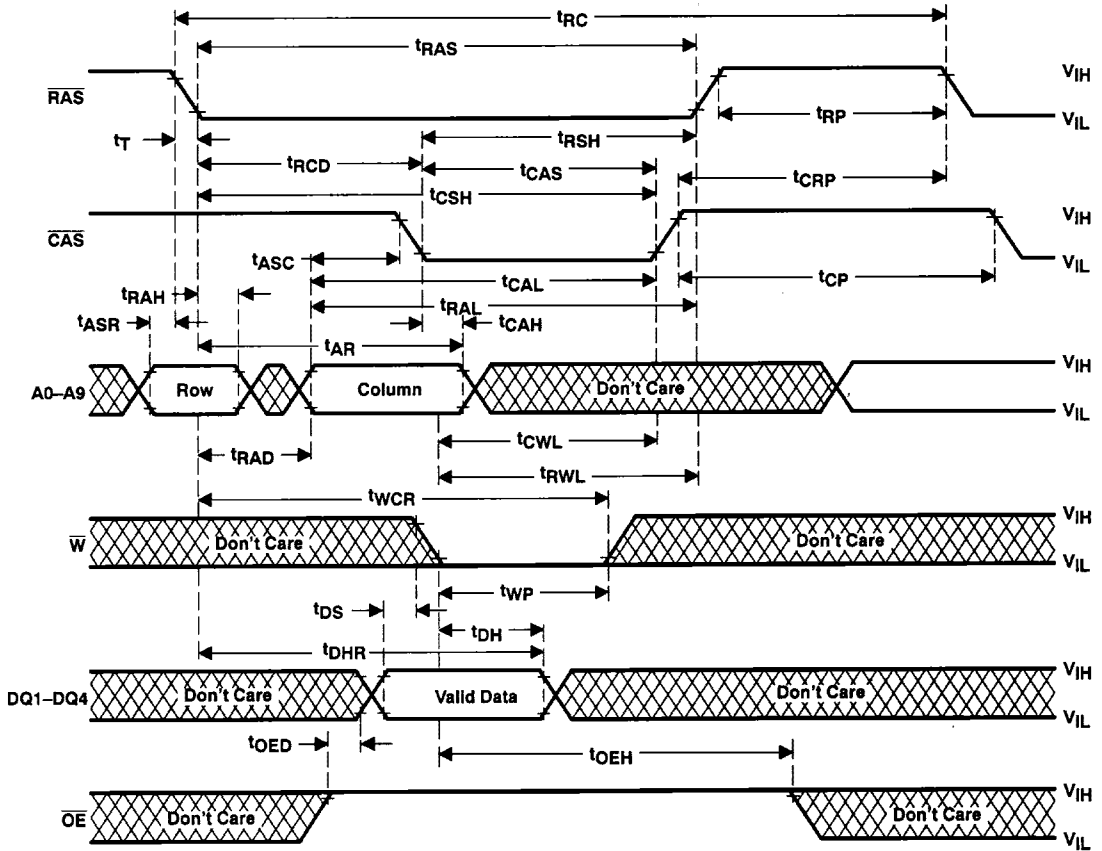 tRC
tRAS
RAS
VIH
VIL
tRP
tT
tRSH
tRCD
tCAS
tCRP
tCSH
CAS
VIH
VIL
tASC
tCP
tCAL
tRAH
tRAL
tASR
tCAH
tAR
A0–A9
Row
Column
Don't Care
VIH
VIL
tCWL
tRAD
tRWL
tWCR
W
Don't Care
Don't Care
VIH
VIL
tWP
tDS
tDH
tDHR
DQ1–DQ4
Don't Care
Valid Data
Don't Care
VIH
VIL
tOED
tOEH
OE
Don't Care
Don't Care
VIH
VIL